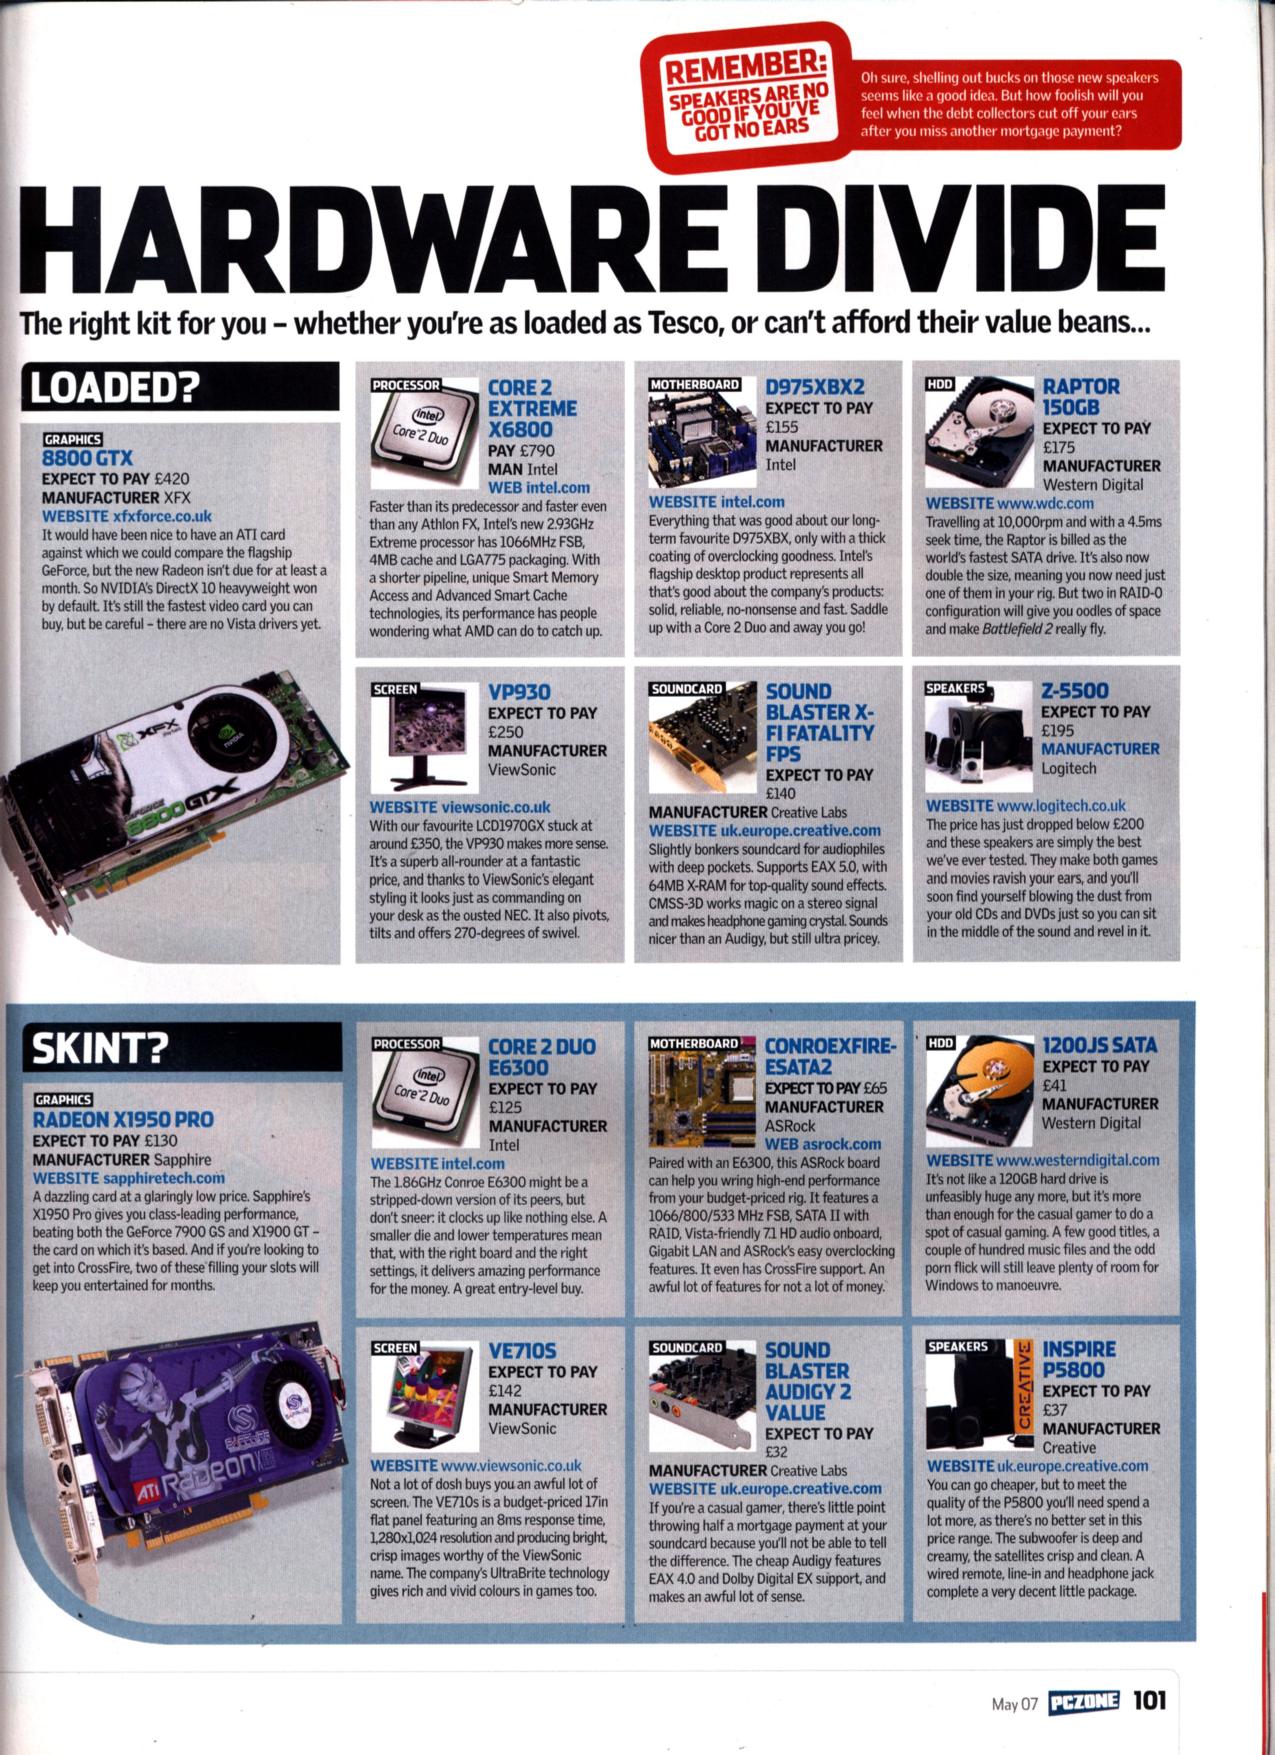 REMEMBER:
SPEAKERS ARE NO
GOOD IF YOU'VE
GOT NO EARS
Oh sure, shelling out bucks on those new speakers
seems like a good idea. But how foolish will you
feel when the debt collectors cut off your ears
after you miss another mortgage payment?
HARDWARE DIVIDE
The right kit for you – whether you're as loaded as Tesco, or can't afford their value beans...
LOADED?
GRAPHICS
8800 GTX
EXPECT TO PAY £420
MANUFACTURER XFX
WEBSITE xfxforce.co.uk
It would have been nice to have an ATI card
against which we could compare the flagship
GeForce, but the new Radeon isn't due for at least a
month. So NVIDIA's DirectX 10 heavyweight won
by default. It's still the fastest video card you can
buy, but be careful – there are no Vista drivers yet.
XFX
NVIDIA
GEFORCE
8800GTX
PROCESSOR
intel
Core 2 Duo
CORE 2
EXTREME
X6800
PAY £790
MAN Intel
WEB intel.com
Faster than its predecessor and faster even
than any Athlon FX, Intel's new 2.93GHz
Extreme processor has 1066MHz FSB,
4MB cache and LGA775 packaging. With
a shorter pipeline, unique Smart Memory
Access and Advanced Smart Cache
technologies, its performance has people
wondering what AMD can do to catch up.
MOTHERBOARD
D975XBX2
EXPECT TO PAY
£155
MANUFACTURER
Intel
WEBSITE intel.com
Everything that was good about our long-
term favourite D975XBX, only with a thick
coating of overclocking goodness. Intel's
flagship desktop product represents all
that's good about the company's products:
solid, reliable, no-nonsense and fast. Saddle
up with a Core 2 Duo and away you go!
HDD
RAPTOR
150GB
EXPECT TO PAY
£175
MANUFACTURER
Western Digital
WEBSITE www.wdc.com
Travelling at 10,000rpm and with a 4.5ms
seek time, the Raptor is billed as the
world's fastest SATA drive. It's also now
double the size, meaning you now need just
one of them in your rig. But two in RAID-0
configuration will give you oodles of space
and make Battlefield 2 really fly.
SCREEN
VP930
EXPECT TO PAY
£250
MANUFACTURER
ViewSonic
WEBSITE viewsonic.co.uk
With our favourite LCD1970GX stuck at
around £350, the VP930 makes more sense.
It's a superb all-rounder at a fantastic
price, and thanks to ViewSonic's elegant
styling it looks just as commanding on
your desk as the ousted NEC. It also pivots,
tilts and offers 270-degrees of swivel.
SOUNDCARD
SOUND
BLASTER X-
FI FATAL1TY
FPS
EXPECT TO PAY
£140
MANUFACTURER Creative Labs
WEBSITE uk.europe.creative.com
Slightly bonkers soundcard for audiophiles
with deep pockets. Supports EAX 5.0, with
64MB X-RAM for top-quality sound effects.
CMSS-3D works magic on a stereo signal
and makes headphone gaming crystal. Sounds
nicer than an Audigy, but still ultra pricey.
SPEAKERS
Z-5500
EXPECT TO PAY
£195
MANUFACTURER
Logitech
WEBSITE www.logitech.co.uk
The price has just dropped below £200
and these speakers are simply the best
we've ever tested. They make both games
and movies ravish your ears, and you'll
soon find yourself blowing the dust from
your old CDs and DVDs just so you can sit
in the middle of the sound and revel in it.
SKINT?
GRAPHICS
RADEON X1950 PRO
EXPECT TO PAY £130
MANUFACTURER Sapphire
WEBSITE sapphiretech.com
A dazzling card at a glaringly low price. Sapphire's
X1950 Pro gives you class-leading performance,
beating both the GeForce 7900 GS and X1900 GT –
the card on which it's based. And if you're looking to
get into CrossFire, two of these filling your slots will
keep you entertained for months.
SAPPHIRE
ATI Radeon
PROCESSOR
intel
Core 2 Duo
CORE 2 DUO
E6300
EXPECT TO PAY
£125
MANUFACTURER
Intel
WEBSITE intel.com
The 1.86GHz Conroe E6300 might be a
stripped-down version of its peers, but
don't sneer: it clocks up like nothing else. A
smaller die and lower temperatures mean
that, with the right board and the right
settings, it delivers amazing performance
for the money. A great entry-level buy.
MOTHERBOARD
CONROEXFIRE-
ESATA2
EXPECT TO PAY £65
MANUFACTURER
ASRock
WEB asrock.com
Paired with an E6300, this ASRock board
can help you wring high-end performance
from your budget-priced rig. It features a
1066/800/533 MHz FSB, SATA II with
RAID, Vista-friendly 7.1 HD audio onboard,
Gigabit LAN and ASRock's easy overclocking
features. It even has CrossFire support. An
awful lot of features for not a lot of money.
HDD
1200JS SATA
EXPECT TO PAY
£41
MANUFACTURER
Western Digital
WEBSITE www.westerndigital.com
It's not like a 120GB hard drive is
unfeasibly huge any more, but it's more
than enough for the casual gamer to do a
spot of casual gaming. A few good titles, a
couple of hundred music files and the odd
porn flick will still leave plenty of room for
Windows to manoeuvre.
SCREEN
VE710S
EXPECT TO PAY
£142
MANUFACTURER
ViewSonic
WEBSITE www.viewsonic.co.uk
Not a lot of dosh buys you an awful lot of
screen. The VE710s is a budget-priced 17in
flat panel featuring an 8ms response time,
1,280x1,024 resolution and producing bright,
crisp images worthy of the ViewSonic
name. The company's UltraBrite technology
gives rich and vivid colours in games too.
SOUNDCARD
SOUND
BLASTER
AUDIGY 2
VALUE
EXPECT TO PAY
£32
MANUFACTURER Creative Labs
WEBSITE uk.europe.creative.com
If you're a casual gamer, there's little point
throwing half a mortgage payment at your
soundcard because you'll not be able to tell
the difference. The cheap Audigy features
EAX 4.0 and Dolby Digital EX support, and
makes an awful lot of sense.
SPEAKERS
CREATIVE
INSPIRE
P5800
EXPECT TO PAY
£37
MANUFACTURER
Creative
WEBSITE uk.europe.creative.com
You can go cheaper, but to meet the
quality of the P5800 you'll need spend a
lot more, as there's no better set in this
price range. The subwoofer is deep and
creamy, the satellites crisp and clean. A
wired remote, line-in and headphone jack
complete a very decent little package.
May 07 PCZONE 101